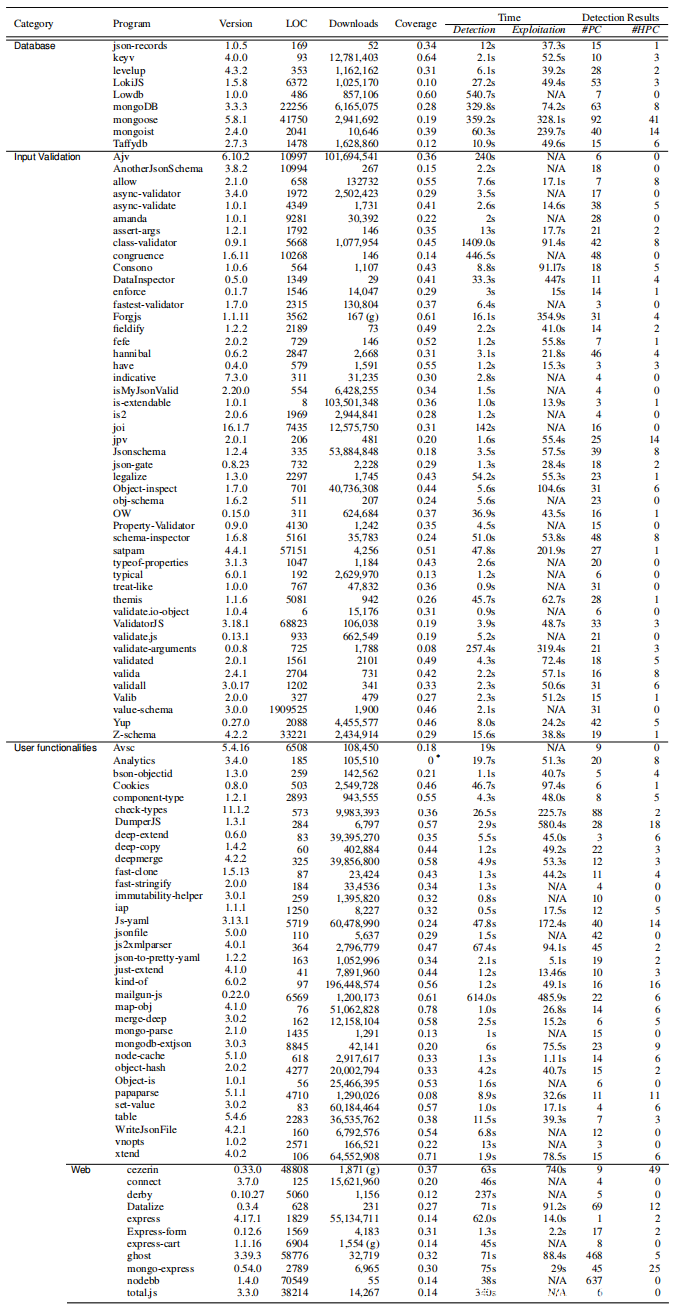 Category Program Version LOC Downloads Coverage Time Detection Results
Detection Exploitation #PC #HPC
Database json-records 1.0.5 169 52 0.34 12s 37.3s 15 1
keyv 4.0.0 93 12,781,403 0.64 2.1s 52.5s 10 3
levelup 4.3.2 353 1,162,162 0.31 6.1s 39.2s 28 2
LokiJS 1.5.8 6372 1,025,170 0.10 27.2s 49.4s 53 3
Lowdb 1.0.0 486 857,106 0.60 540.7s N/A 7 0
mongoDB 3.3.3 22256 6,165,075 0.28 329.8s 74.2s 63 8
mongoose 5.8.1 41750 2,941,692 0.19 359.2s 328.1s 92 41
mongoist 2.4.0 2041 10,646 0.39 60.3s 239.7s 40 14
Taffydb 2.7.3 1478 1,628,860 0.12 10.9s 49.6s 15 6
Input Validation Ajv 6.10.2 10997 101,694,541 0.36 240s N/A 6 0
AnotherJsonSchema 3.8.2 10994 267 0.15 2.2s N/A 18 0
allow 2.1.0 658 132732 0.55 7.6s 17.1s 7 8
async-validator 3.4.0 1972 2,502,423 0.29 3.5s N/A 17 0
async-validate 1.0.1 4349 1,731 0.41 2.6s 14.6s 38 5
amanda 1.0.1 9281 30,392 0.22 2s N/A 28 0
assert-args 1.2.1 1792 146 0.35 13s 17.7s 21 2
class-validator 0.9.1 5668 1,077,954 0.45 1409.0s 91.4s 42 8
congruence 1.6.11 10268 146 0.14 446.5s N/A 48 0
Consono 1.0.6 564 1,107 0.43 8.8s 91.17s 18 5
DataInspector 0.5.0 1349 29 0.41 33.3s 447s 11 4
enforce 0.1.7 1546 14,047 0.29 3s 15s 14 1
fastest-validator 1.7.0 2315 130,804 0.37 6.4s N/A 3 0
Forgjs 1.1.11 3562 167 (g) 0.61 16.1s 354.9s 31 4
fieldify 1.2.2 2189 73 0.49 2.2s 41.0s 14 2
fefe 2.0.2 729 146 0.52 1.2s 55.8s 7 1
hannibal 0.6.2 2847 2,668 0.31 3.1s 21.8s 46 4
have 0.4.0 579 1,591 0.55 1.2s 15.3s 3 3
indicative 7.3.0 311 31,235 0.30 2.8s N/A 4 0
isMyJsonValid 2.20.0 554 6,428,255 0.34 1.5s N/A 4 0
is-extendable 1.0.1 8 103,501,348 0.36 1.0s 13.9s 3 1
is2 2.0.6 1969 2,944,841 0.28 1.2s N/A 4 0
joi 16.1.7 7435 12,575,750 0.31 142s N/A 16 0
jpv 2.0.1 206 481 0.20 1.6s 55.4s 25 14
Jsonschema 1.2.4 335 53,884,848 0.18 3.5s 57.5s 39 8
json-gate 0.8.23 732 2,228 0.29 1.3s 28.4s 18 2
legalize 1.3.0 2297 1,745 0.43 54.2s 55.3s 23 1
Object-inspect 1.7.0 701 40,736,308 0.44 5.6s 104.6s 31 6
obj-schema 1.6.2 511 207 0.24 5.6s N/A 23 0
OW 0.15.0 311 624,684 0.37 36.9s 43.5s 16 1
Property-Validator 0.9.0 4130 1,242 0.35 4.5s N/A 15 0
schema-inspector 1.6.8 5161 35,783 0.24 51.0s 53.8s 48 8
satpam 4.4.1 57151 4,256 0.51 47.8s 201.9s 27 1
typeof-properties 3.1.3 1047 1,184 0.43 2.6s N/A 20 0
typical 6.0.1 192 2,629,970 0.13 1.2s N/A 6 0
treat-like 1.0.0 767 47,832 0.36 0.9s N/A 31 0
themis 1.1.6 5081 942 0.26 45.7s 62.7s 28 1
validate.io-object 1.0.4 6 15,176 0.31 0.9s N/A 6 0
ValidatorJS 3.18.1 68823 106,038 0.19 3.9s 48.7s 33 3
validate.js 0.13.1 933 662,549 0.19 5.2s N/A 21 0
validate-arguments 0.0.8 725 1,788 0.08 257.4s 319.4s 21 3
validated 2.0.1 1561 2101 0.49 4.3s 72.4s 18 5
valida 2.4.1 2704 731 0.42 2.2s 57.1s 16 8
validall 3.0.17 1202 341 0.33 2.3s 50.6s 31 6
Valib 2.0.0 327 479 0.27 2.3s 51.2s 15 1
value-schema 3.0.0 1909525 1,900 0.46 2.1s N/A 31 0
Yup 0.27.0 2088 4,455,577 0.46 8.0s 24.2s 42 5
Z-schema 4.2.2 33221 2,434,914 0.29 15.6s 38.8s 19 1
User functionalities Avsc 5.4.16 6508 108,450 0.18 19s N/A 9 0
Analytics 3.4.0 185 105,510 0* 19.7s 51.3s 20 8
bson-objectid 1.3.0 259 142,562 0.21 1.1s 40.7s 5 4
Cookies 0.8.0 503 2,549,728 0.46 46.7s 97.4s 6 1
component-type 1.2.1 2893 943,555 0.55 4.3s 48.0s 8 5
check-types 11.1.2 573 9,983,393 0.36 26.5s 225.7s 88 2
DumperJS 1.3.1 284 6,797 0.57 2.9s 580.4s 28 18
deep-extend 0.6.0 83 39,395,270 0.35 5.5s 45.0s 3 6
deep-copy 1.4.2 60 402,884 0.44 1.2s 49.2s 22 3
deepmerge 4.2.2 325 39,856,800 0.58 4.9s 53.3s 12 3
fast-clone 1.5.13 87 23,424 0.43 1.3s 44.2s 11 4
fast-stringify 2.0.0 184 33,4536 0.34 1.3s N/A 4 0
immutability-helper 3.0.1 259 1,395,820 0.32 0.8s N/A 10 0
iap 1.1.1 1250 8,227 0.32 0.5s 17.5s 12 5
Js-yaml 3.13.1 5719 60,478,990 0.24 47.8s 172.4s 40 14
jsonfile 5.0.0 110 5,637 0.29 1.5s N/A 42 0
js2xmlparser 4.0.1 364 2,796,779 0.47 67.4s 94.1s 45 2
json-to-pretty-yaml 1.2.2 163 1,052,996 0.34 2.1s 5.1s 19 2
just-extend 4.1.0 41 7,891,960 0.44 1.2s 13.46s 10 3
kind-of 6.0.2 97 196,448,574 0.56 1.2s 49.1s 16 16
mailgun-js 0.22.0 6569 1,200,173 0.61 614.0s 485.9s 22 6
map-obj 4.1.0 76 51,062,828 0.78 1.0s 26.8s 14 6
merge-deep 3.0.2 162 12,158,104 0.58 2.5s 15.2s 6 5
mongo-parse 2.1.0 1435 1,291 0.13 1s N/A 15 0
mongodb-extjson 3.0.3 8845 42,141 0.20 6s 75.5s 23 9
node-cache 5.1.0 618 2,917,617 0.33 1.3s 1.11s 14 6
object-hash 2.0.2 4277 20,002,794 0.33 4.2s 40.7s 15 2
Object-is 1.0.1 56 25,466,395 0.53 1.6s N/A 6 0
papaparse 5.1.1 4710 1,290,026 0.08 8.9s 32.6s 11 11
set-value 3.0.2 83 60,184,464 0.57 1.0s 17.1s 4 6
table 5.4.6 2283 36,535,762 0.38 11.5s 39.3s 7 3
WriteJsonFile 4.2.1 160 6,792,576 0.54 6.8s N/A 12 0
vnopts 1.0.2 2571 166,521 0.22 13s N/A 3 0
xtend 4.0.2 106 64,552,908 0.71 1.9s 78.5s 15 6
Web cezerin 0.33.0 48808 1,871 (g) 0.37 63s 740s 9 49
connect 3.7.0 125 15,621,960 0.20 46s N/A 4 0
derby 0.10.27 5060 1,156 0.12 237s N/A 5 0
Datalize 0.3.4 628 231 0.27 71s 91.2s 69 12
express 4.17.1 1829 55,134,711 0.14 62.0s 14.0s 1 2
Express-form 0.12.6 1569 4,183 0.31 1.3s 2.2s 17 2
express-cart 1.1.16 6904 1,554 (g) 0.14 45s N/A 8 0
ghost 3.39.3 58776 32,719 0.32 71s 88.4s 468 5
mongo-express 0.54.0 2789 6,965 0.30 75s 29s 45 25
nodebb 1.4.0 70549 55 0.14 38s N/A 637 0
total.js 3.3.0 38214 14,267 0.14 340s N/A 6 0